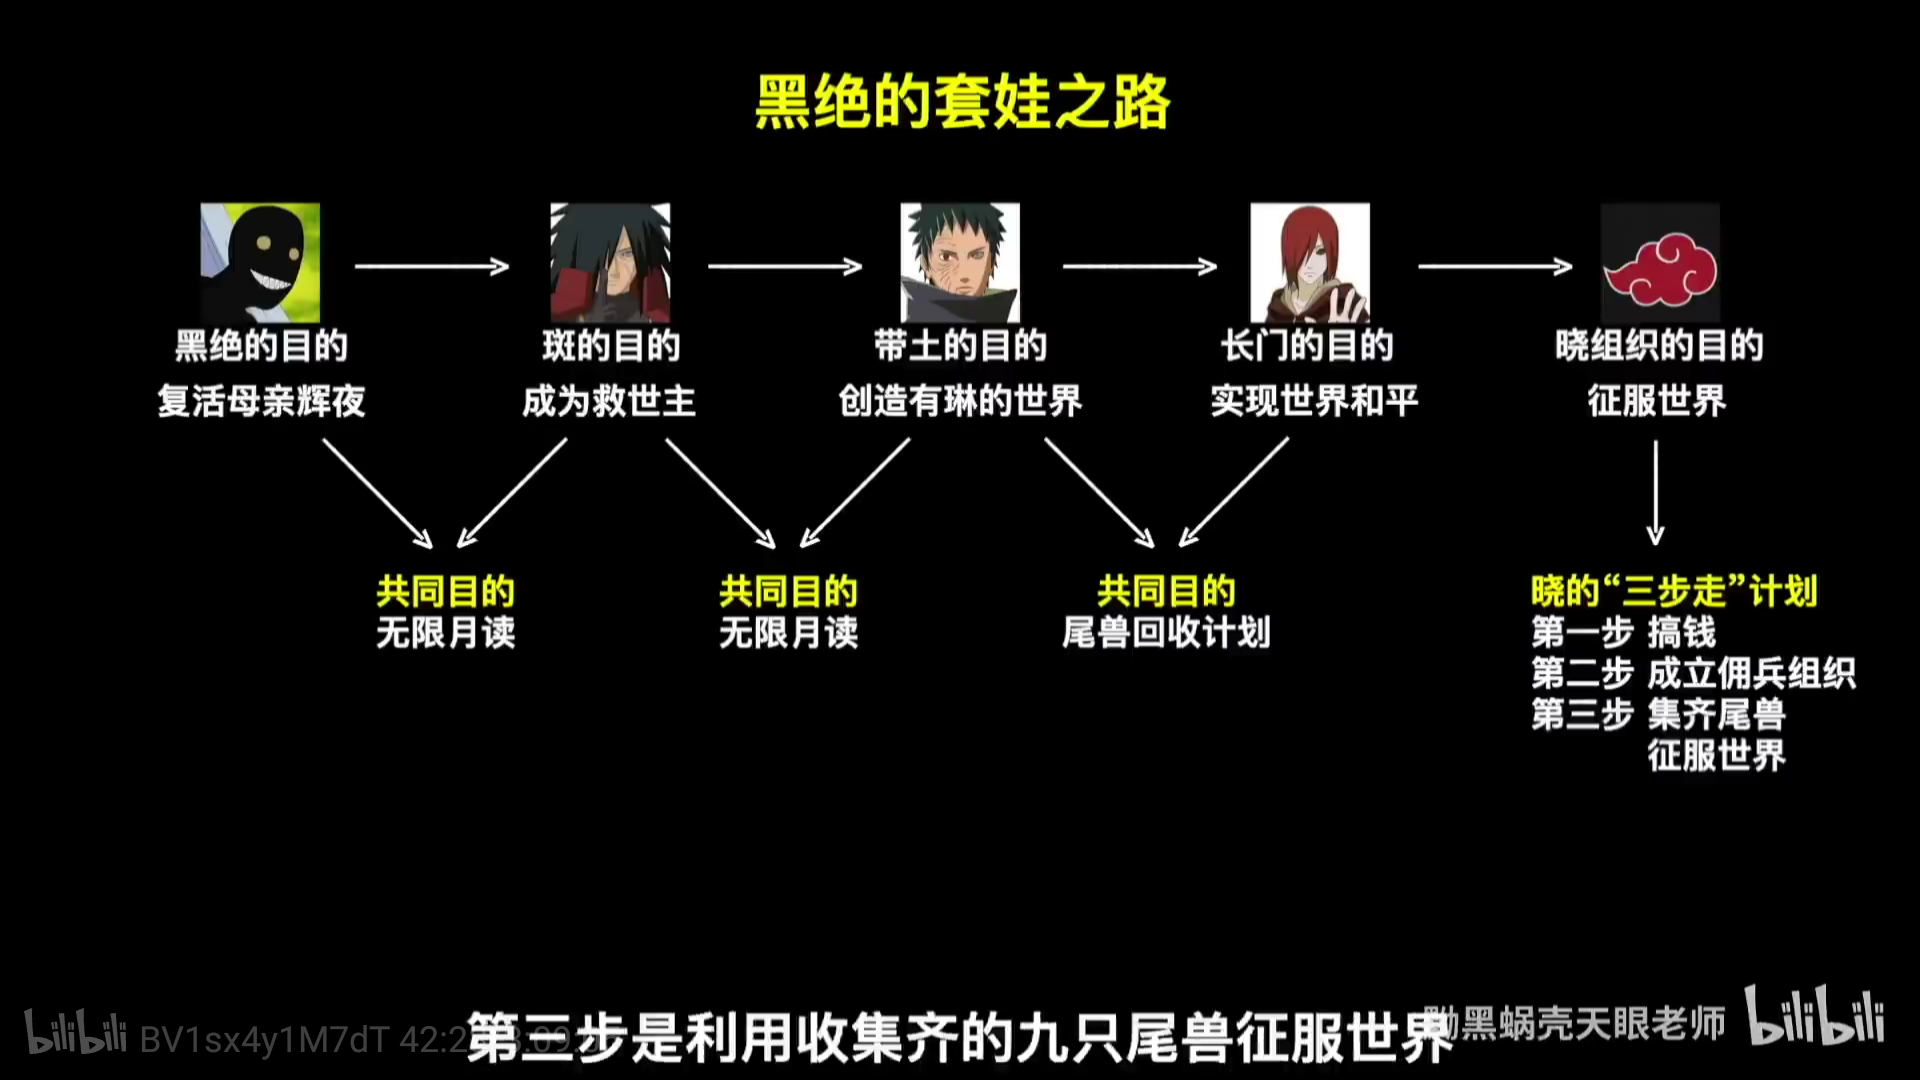 黑绝的套娃之路
黑绝的目的
复活母亲辉夜
斑的目的
成为救世主
带土的目的
创造有琳的世界
长门的目的
实现世界和平
晓组织的目的
征服世界
共同目的
无限月读
共同目的
无限月读
共同目的
尾兽回收计划
晓的“三步走”计划
第一步 搞钱
第二步 成立佣兵组织
第三步 集齐尾兽
征服世界
第三步是利用收集齐的九只尾兽征服世界
黑蜗壳天眼老师 bilibili
bilibili BV1sx4y1M7dT